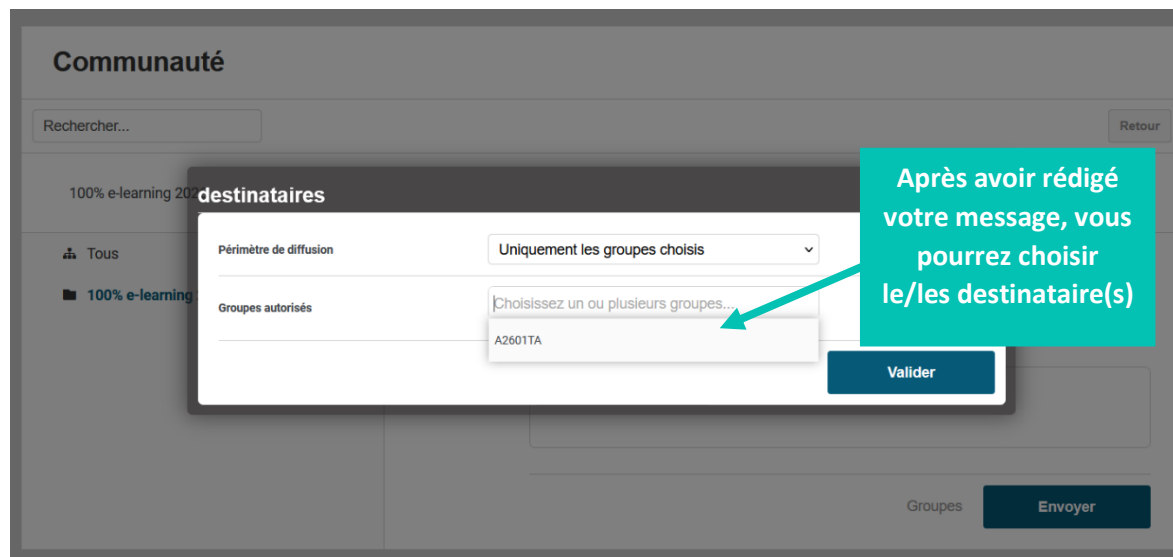 Communauté
Rechercher...
Retour
100% e-learning 202
destinataires
Après avoir rédigé
votre message, vous
pourrez choisir
le/les destinataire(s)
Tous
Périmètre de diffusion
Uniquement les groupes choisis
100% e-learning
Groupes autorisés
Choisissez un ou plusieurs groupes...
A2601TA
Valider
Groupes
Envoyer